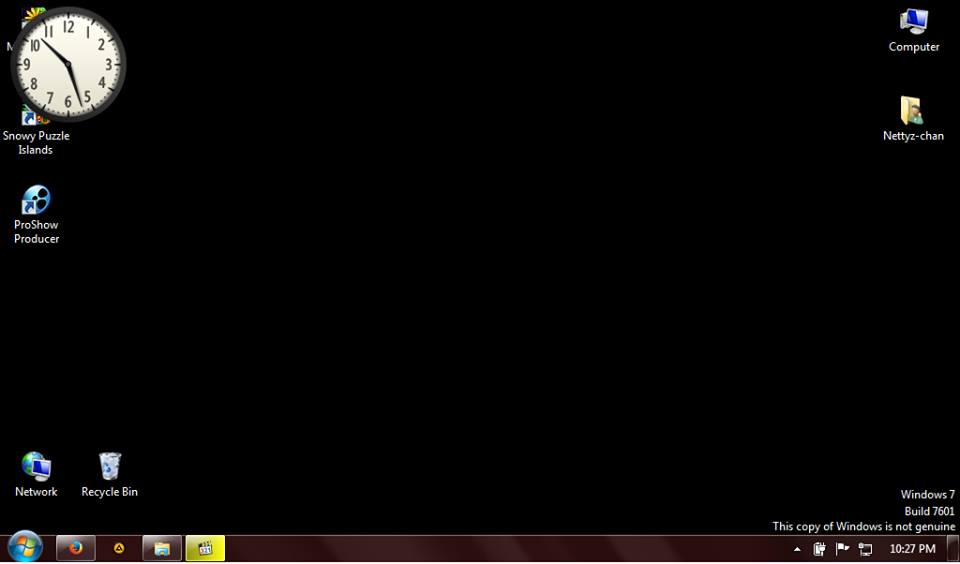 12
1
2
3
4
5
6
7
8
9
10
11
Computer
Snowy Puzzle
Islands
Nettyz-chan
ProShow
Producer
Network
Recycle Bin
Windows 7
Build 7601
This copy of Windows is not genuine
10:27 PM